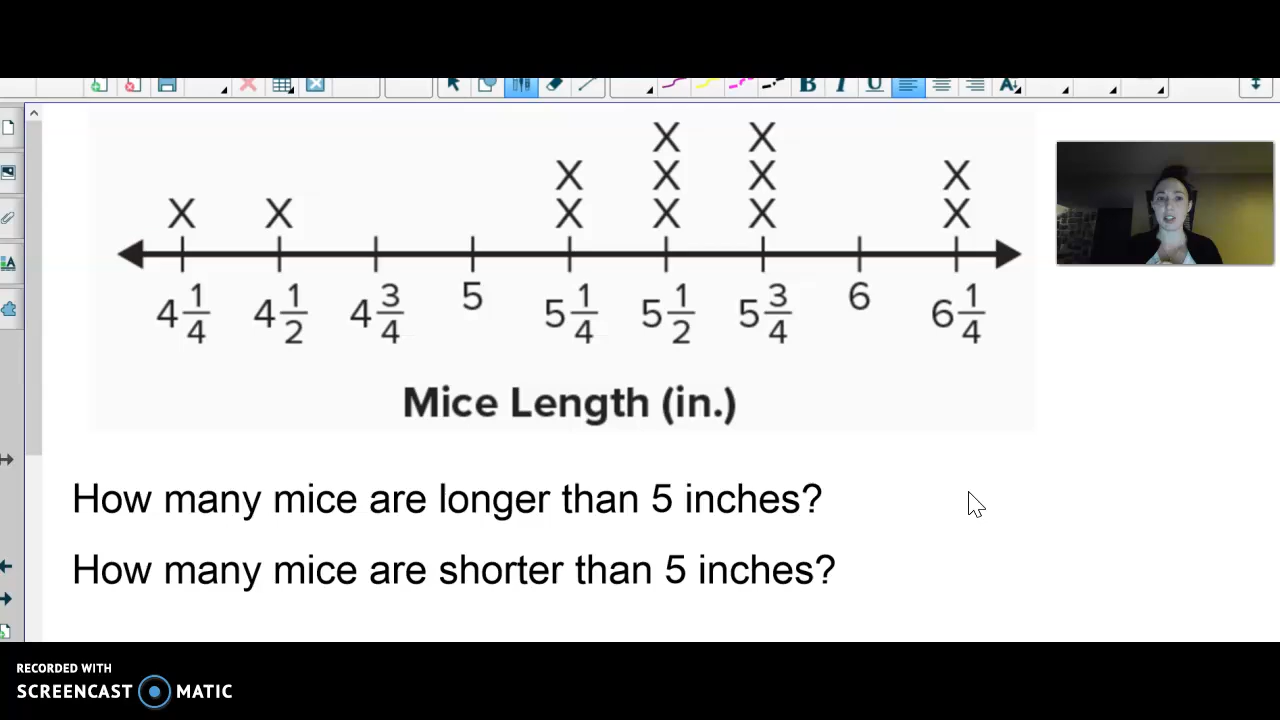 B I U A
X X
X X
X X X X
X X X X X X
4 1/4 4 1/2 4 3/4 5 5 1/4 5 1/2 5 3/4 6 6 1/4
Mice Length (in.)
How many mice are longer than 5 inches?
How many mice are shorter than 5 inches?
RECORDED WITH
SCREENCAST MATIC